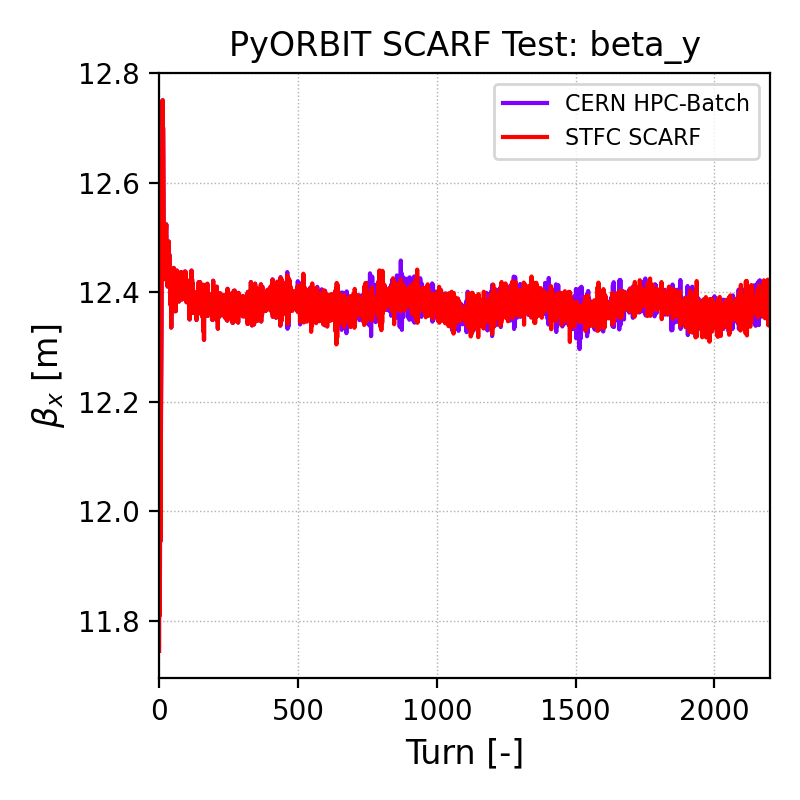 PyORBIT SCARF Test: beta_y
CERN HPC-Batch
STFC SCARF
12.8
12.6
12.4
12.2
12.0
11.8
βx [m]
0 500 1000 1500 2000
Turn [-]